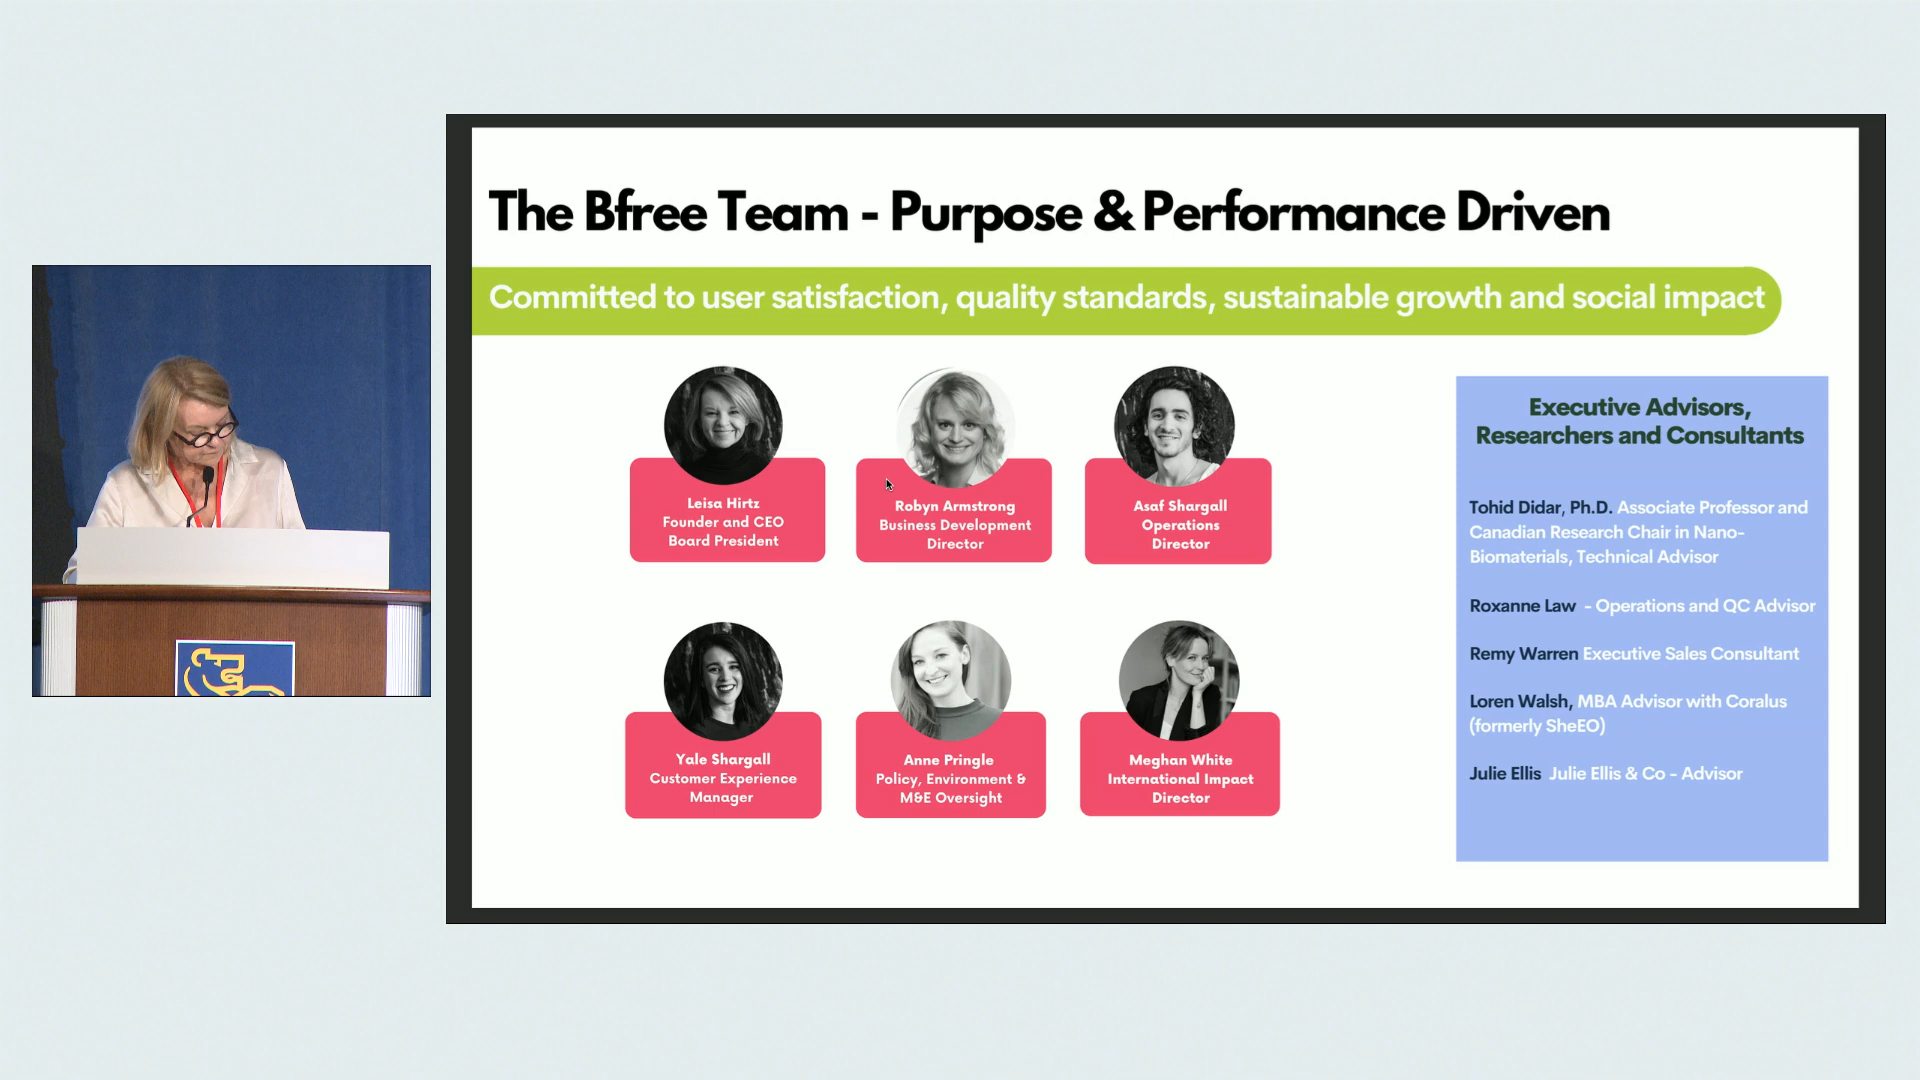 The Bfree Team - Purpose & Performance Driven
Committed to user satisfaction, quality standards, sustainable growth and social impact
Leisa Hirtz
Founder and CEO
Board President
Robyn Armstrong
Business Development
Director
Asaf Shargall
Operations
Director
Yale Shargall
Customer Experience
Manager
Anne Pringle
Policy, Environment &
M&E Oversight
Meghan White
International Impact
Director
Executive Advisors,
Researchers and Consultants
Tohid Didar, Ph.D. Associate Professor and
Canadian Research Chair in Nano-
Biomaterials, Technical Advisor
Roxanne Law - Operations and QC Advisor
Remy Warren Executive Sales Consultant
Loren Walsh, MBA Advisor with Coralus
(formerly SheEO)
Julie Ellis Julie Ellis & Co - Advisor